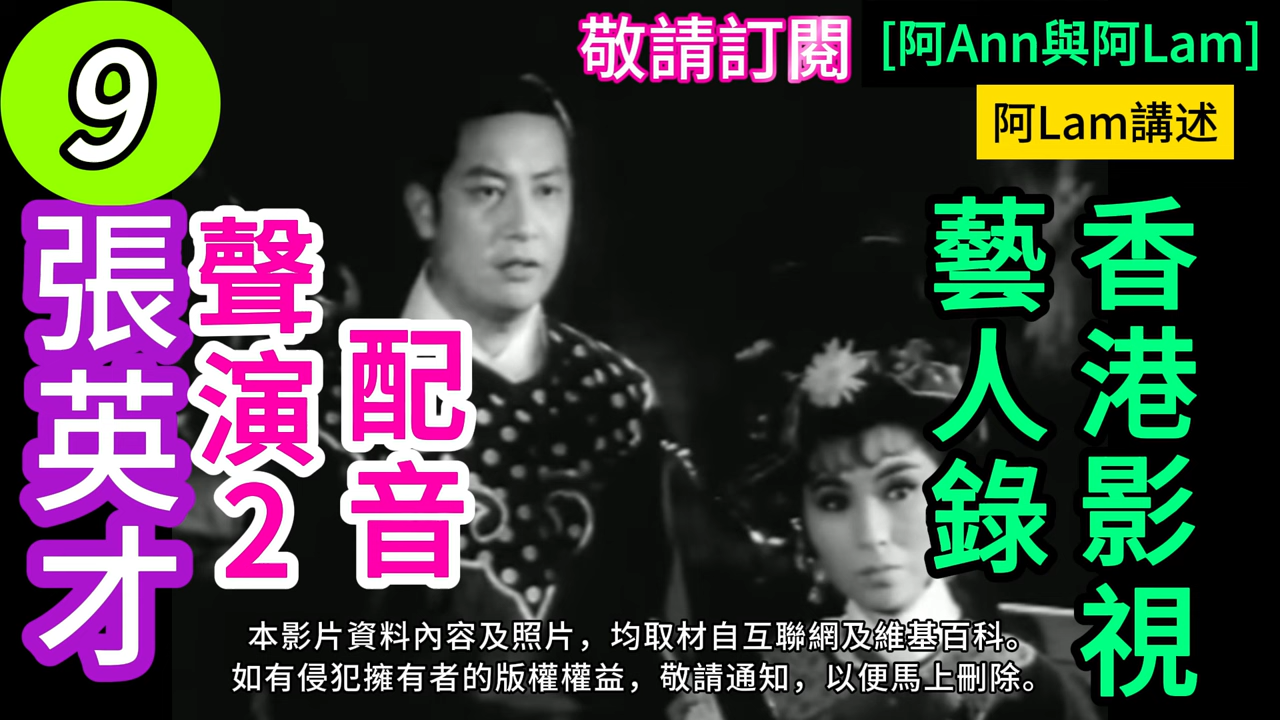 9
敬請訂閱
[阿Ann與阿Lam]
阿Lam講述
香港影視
藝人錄
張英才
聲演2
配音
本影片資料內容及照片，均取材自互聯網及維基百科。
如有侵犯擁有者的版權權益，敬請通知，以便馬上刪除。